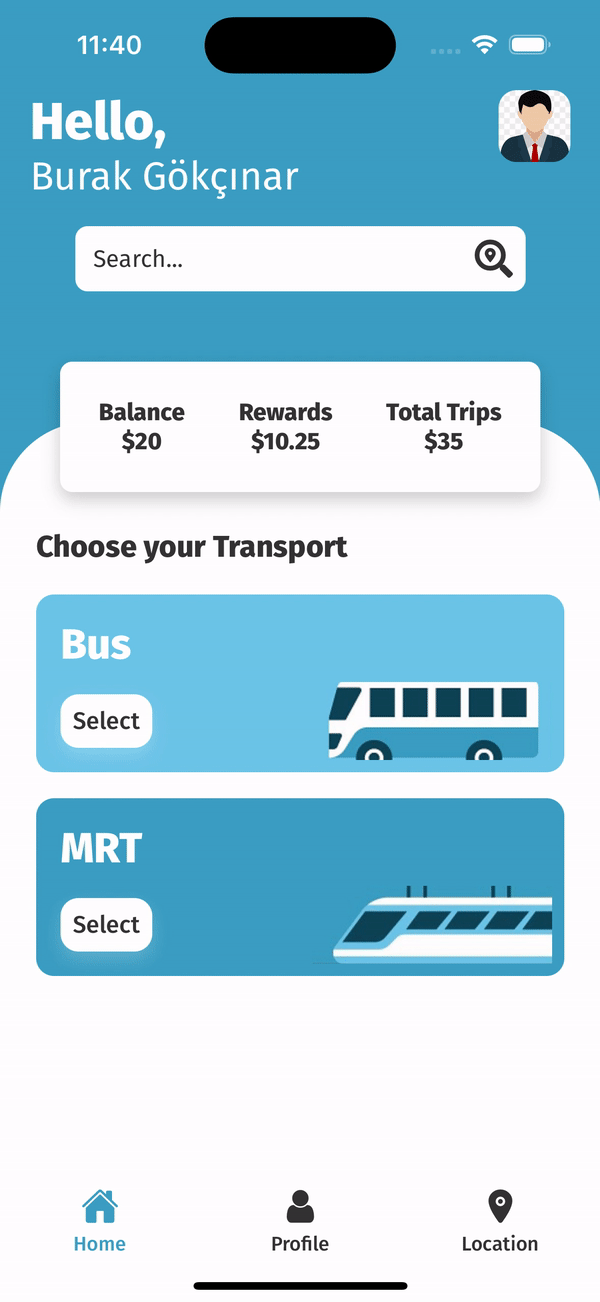 11:40
Hello,
Burak Gökçınar
Search...
Balance Rewards Total Trips
$20 $10.25 $35
Choose your Transport
Bus
Select
MRT
Select
Home Profile Location